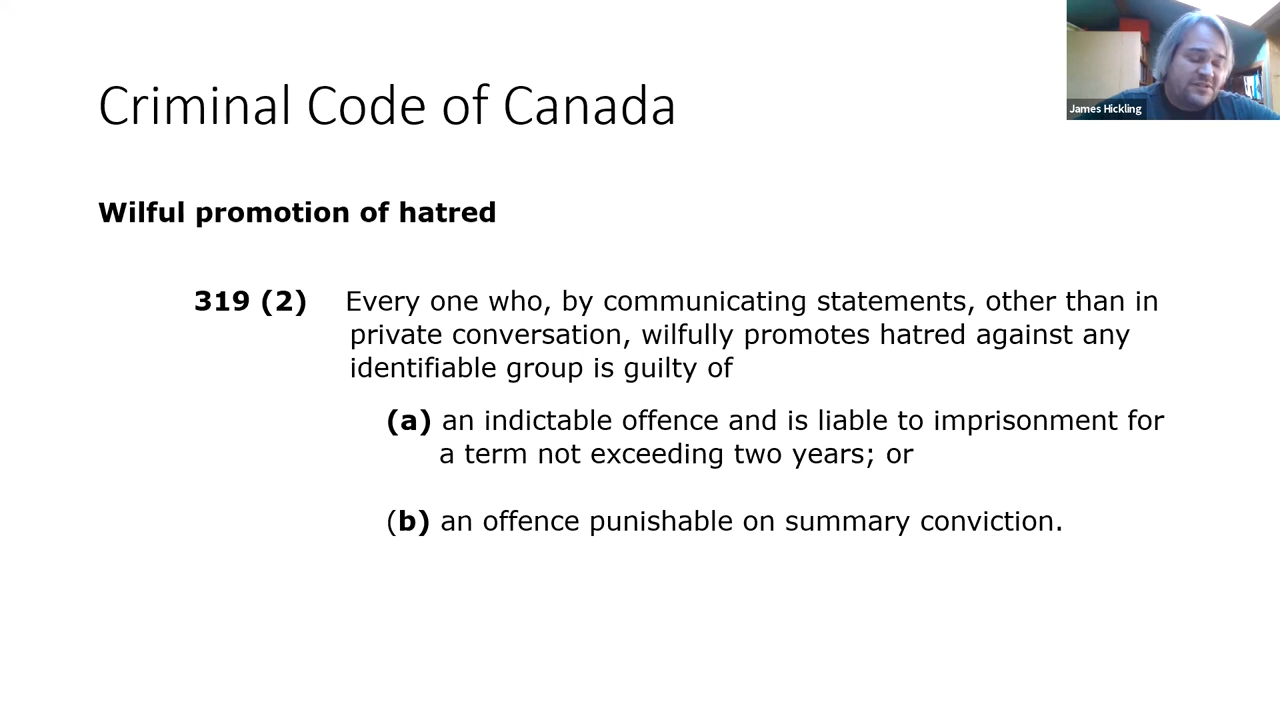 James Hickling
Criminal Code of Canada
Wilful promotion of hatred
319 (2) Every one who, by communicating statements, other than in
private conversation, wilfully promotes hatred against any
identifiable group is guilty of
(a) an indictable offence and is liable to imprisonment for
a term not exceeding two years; or
(b) an offence punishable on summary conviction.